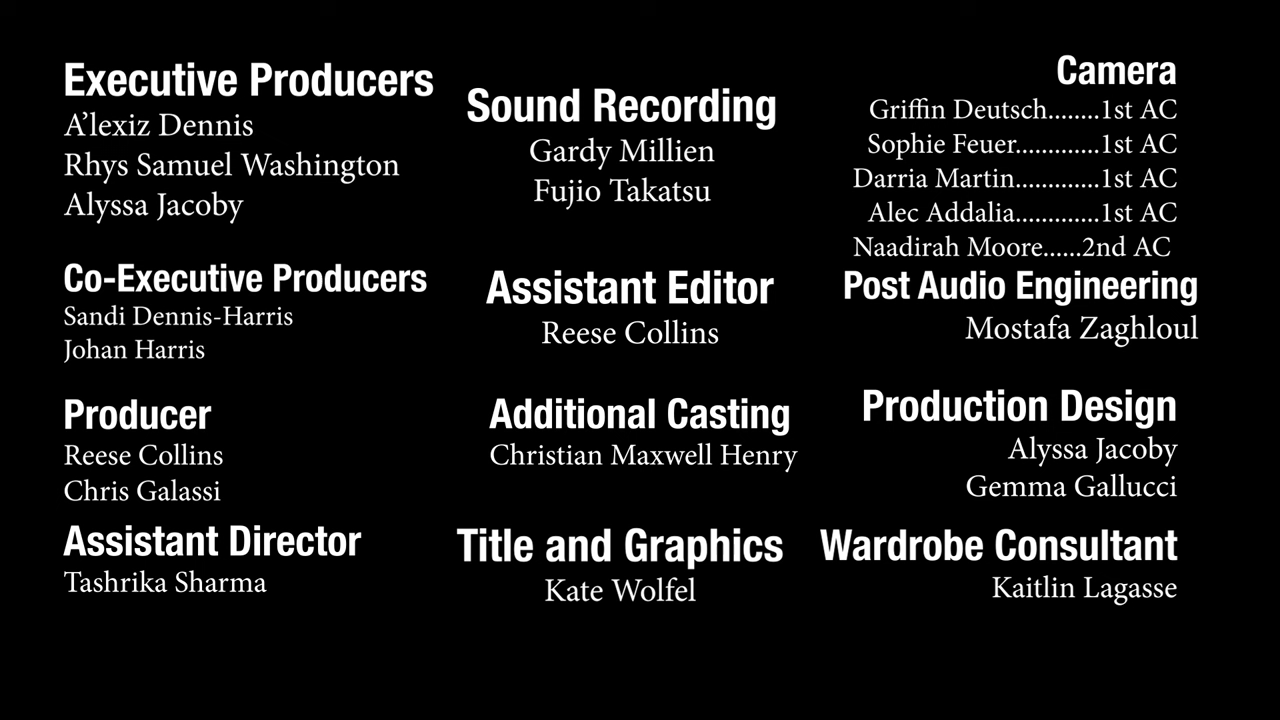 Executive Producers
A'lexiz Dennis
Rhys Samuel Washington
Alyssa Jacoby
Co-Executive Producers
Sandi Dennis-Harris
Johan Harris
Producer
Reese Collins
Chris Galassi
Assistant Director
Tashrika Sharma
Sound Recording
Gardy Millien
Fujio Takatsu
Assistant Editor
Reese Collins
Additional Casting
Christian Maxwell Henry
Title and Graphics
Kate Wolfel
Camera
Griffin Deutsch........1st AC
Sophie Feuer.............1st AC
Darria Martin.............1st AC
Alec Addalia.............1st AC
Naadirah Moore......2nd AC
Post Audio Engineering
Mostafa Zaghloul
Production Design
Alyssa Jacoby
Gemma Gallucci
Wardrobe Consultant
Kaitlin Lagasse